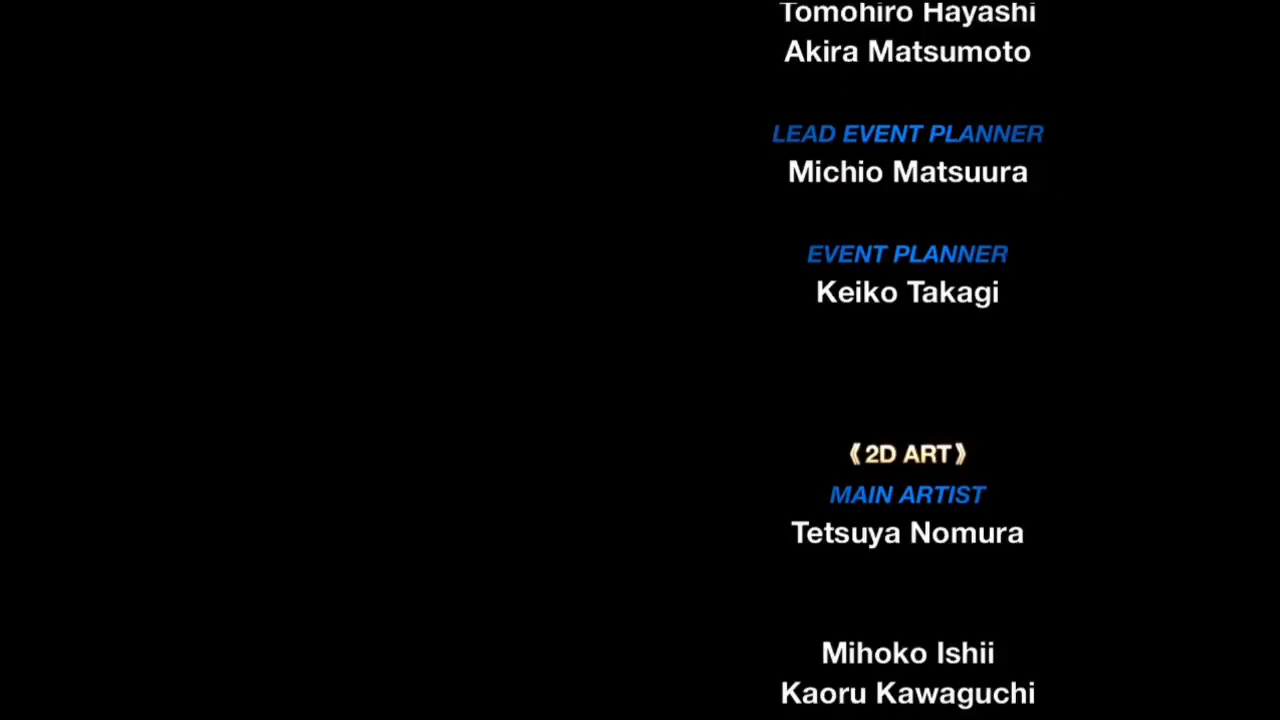 Tomohiro Hayashi
Akira Matsumoto
LEAD EVENT PLANNER
Michio Matsuura
EVENT PLANNER
Keiko Takagi
《2D ART》
MAIN ARTIST
Tetsuya Nomura
Mihoko Ishii
Kaoru Kawaguchi